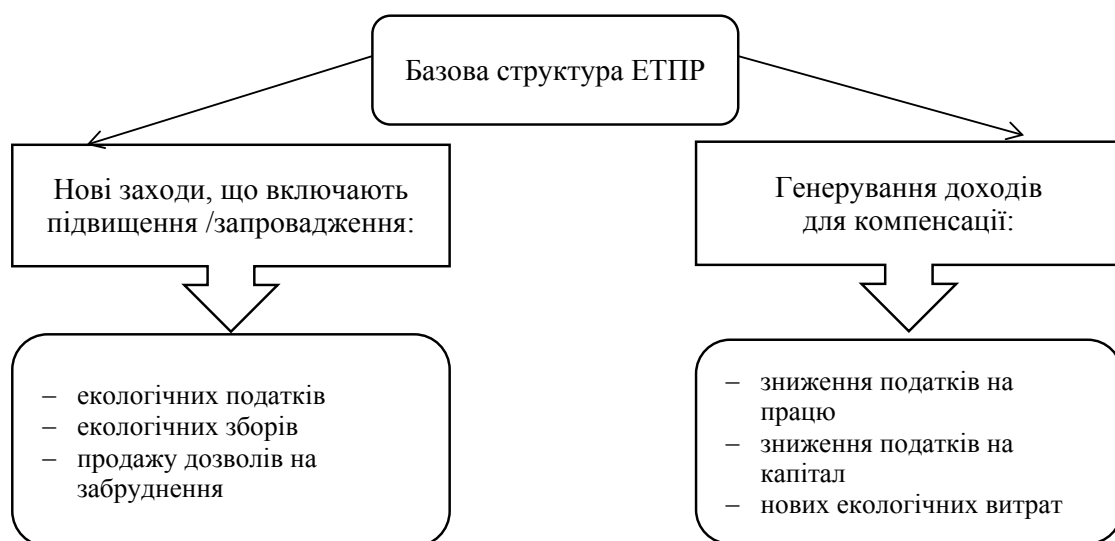 Базова структура ЕТПР
Нові заходи, що включають
підвищення /запровадження:
Генерування доходів
для компенсації:
– екологічних податків
– екологічних зборів
– продажу дозволів на
забруднення
– зниження податків на
працю
– зниження податків на
капітал
– нових екологічних витрат